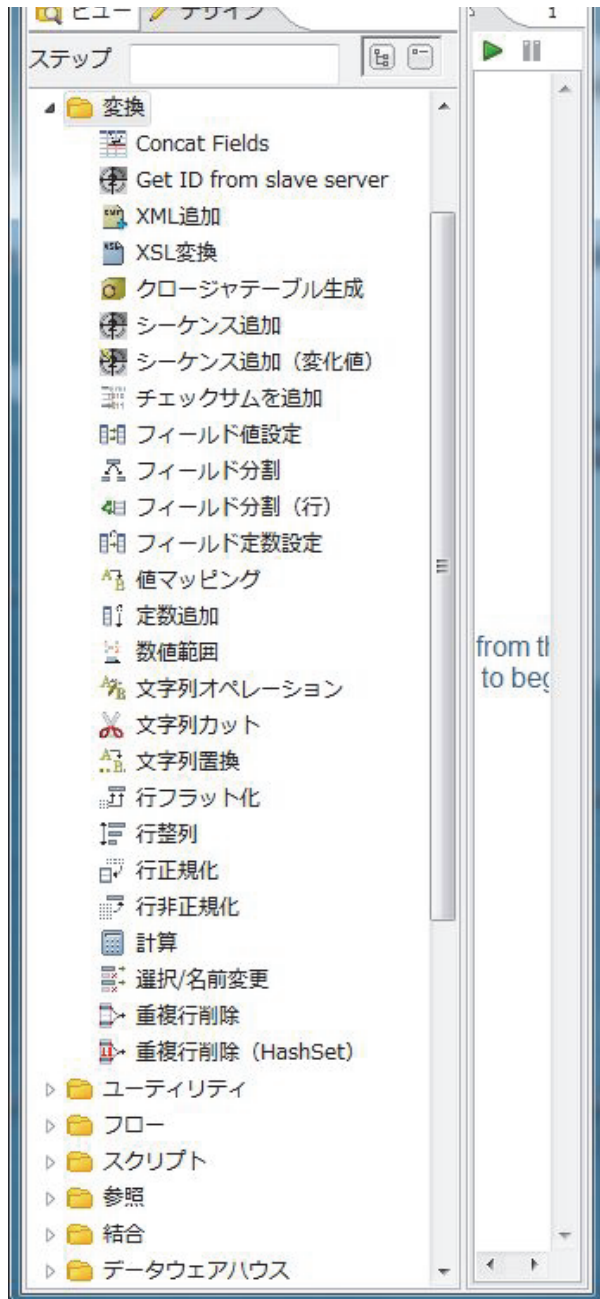 ビュー デザイン
1
ステップ
変換
Concat Fields
Get ID from slave server
XML追加
XSL変換
クロージャテーブル生成
シーケンス追加
シーケンス追加（変化値）
チェックサムを追加
フィールド値設定
フィールド分割
フィールド分割（行）
フィールド定数設定
値マッピング
定数追加
数値範囲
文字列オペレーション
文字列カット
文字列置換
行フラット化
行整列
行正規化
行非正規化
計算
選択/名前変更
重複行削除
重複行削除（HashSet）
ユーティリティ
フロー
スクリプト
参照
結合
データウェアハウス
from
to